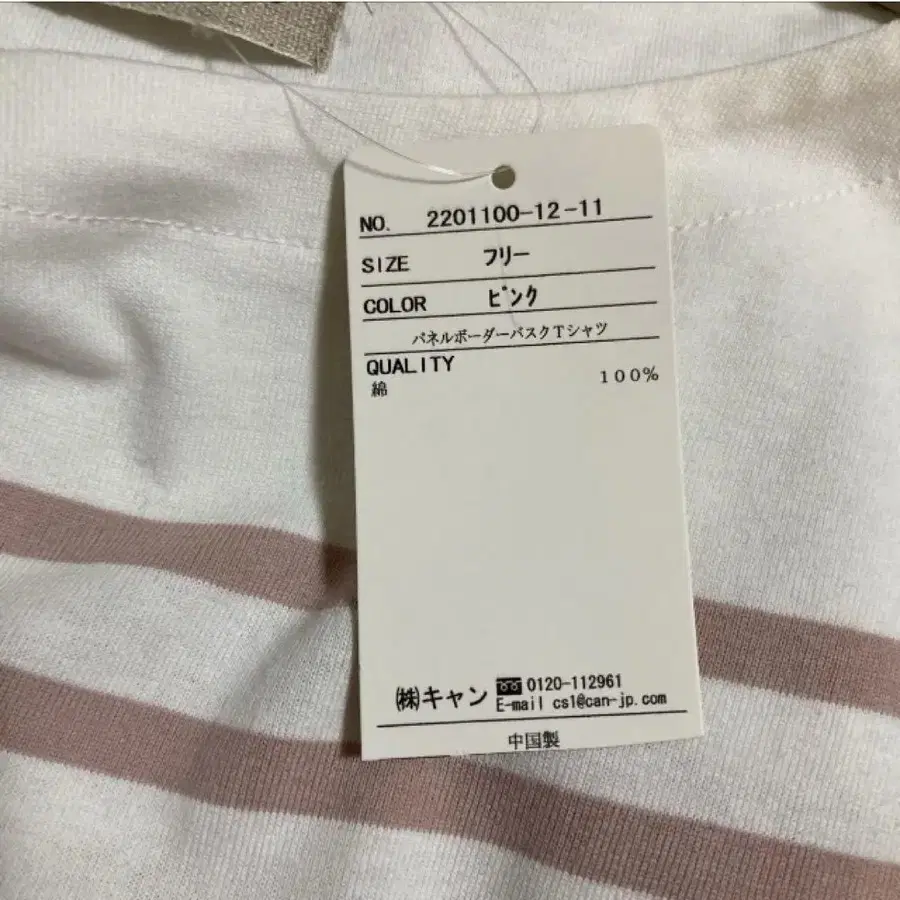 NO. 2201100-12-11
SIZE フリー
COLOR ピンク
パネルボーダーバスクTシャツ
QUALITY
綿 100%
㈱キャン 0120-112961
E-mail cs1@can-jp.com
中国製